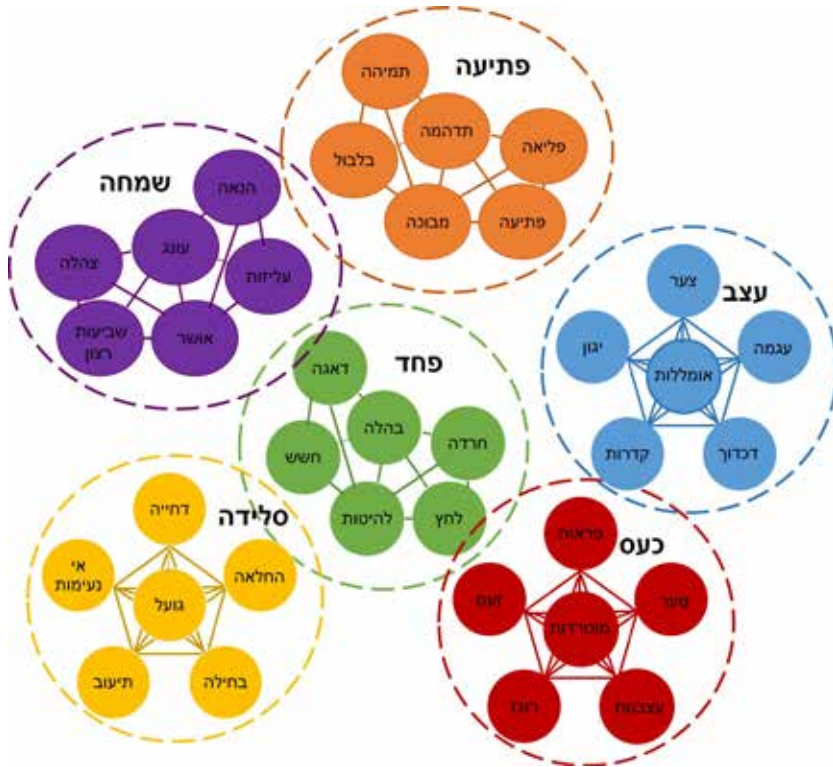 פתיעה
תמיהה
תדהמה
פליאה
בלבול
מבוכה
פתיעה
שמחה
הנאה
עונג
צהלה
עליזות
שביעות
רצון
אושר
עצב
צער
עגמה
יגון
אומללות
דכדוך
קדרות
פחד
דאגה
בהלה
חרדה
חשש
להיטות
לחץ
סלידה
דחייה
החלאה
אי
נעימות
גועל
בחילה
תיעוב
כעס
פראות
סער
זעם
מוטרדות
עצבנות
רוגז